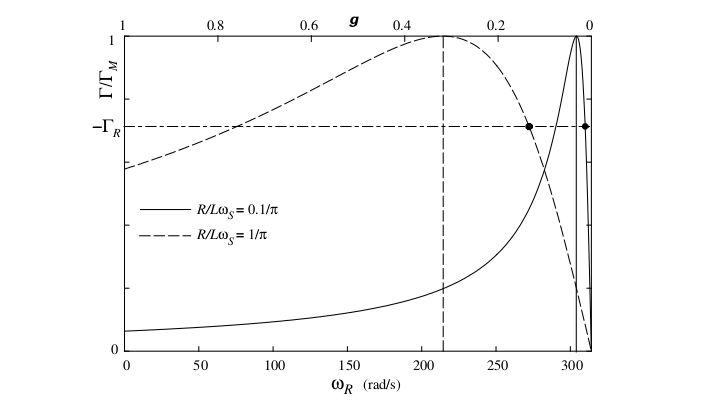 1 0.8 0.6 g 0.4 0.2 0
1
Γ/Γ_M
−Γ_R
R/Lω_S = 0.1/π
R/Lω_S = 1/π
0
0 50 100 150 200 250 300
ω_R (rad/s)